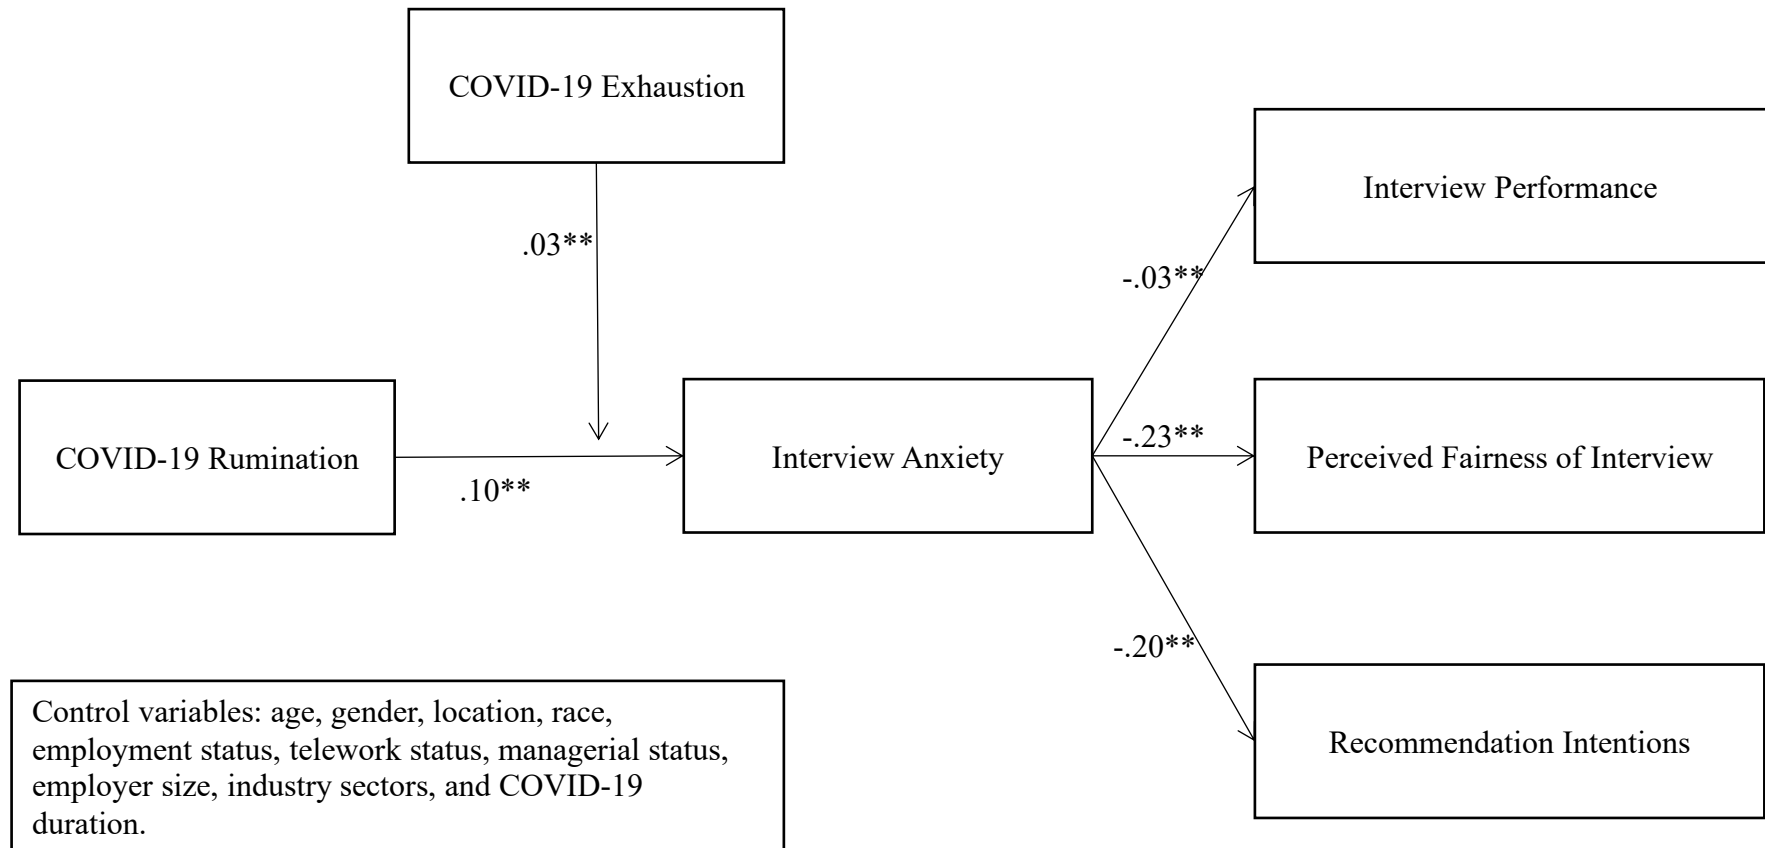 COVID-19 Exhaustion
Interview Performance
.03**
-.03**
COVID-19 Rumination
.10**
Interview Anxiety
-.23**
Perceived Fairness of Interview
-.20**
Recommendation Intentions
Control variables: age, gender, location, race,
employment status, telework status, managerial status,
employer size, industry sectors, and COVID-19
duration.